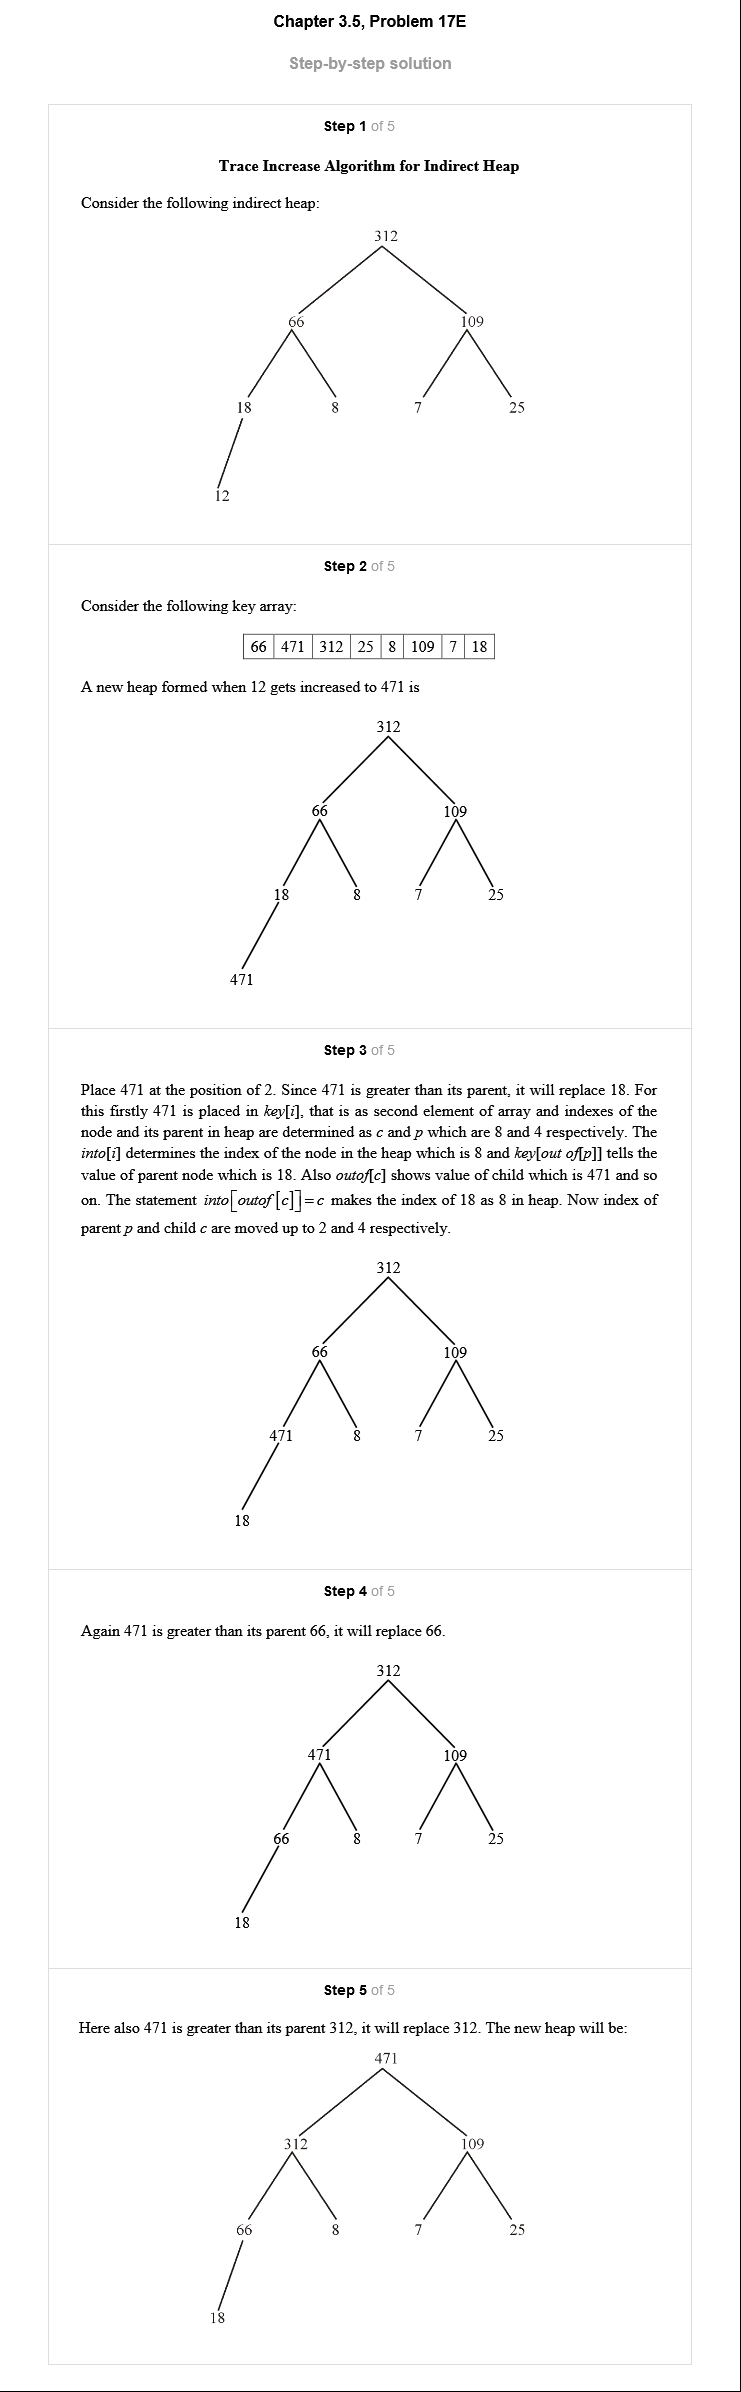 Chapter 3.5, Problem 17E
Step-by-step solution
Step 1 of 5
Trace Increase Algorithm for Indirect Heap
Consider the following indirect heap:
312
66 109
18 8 7 25
12
Step 2 of 5
Consider the following key array:
66 471 312 25 8 109 7 18
A new heap formed when 12 gets increased to 471 is
312
66 109
18 8 7 25
471
Step 3 of 5
Place 471 at the position of 2. Since 471 is greater than its parent, it will replace 18. For
this firstly 471 is placed in key[i], that is as second element of array and indexes of the
node and its parent in heap are determined as c and p which are 8 and 4 respectively. The
into[i] determines the index of the node in the heap which is 8 and key[out of[p]] tells the
value of parent node which is 18. Also outof[c] shows value of child which is 471 and so
on. The statement into[outof[c]]=c makes the index of 18 as 8 in heap. Now index of
parent p and child c are moved up to 2 and 4 respectively.
312
66 109
471 8 7 25
18
Step 4 of 5
Again 471 is greater than its parent 66, it will replace 66.
312
471 109
66 8 7 25
18
Step 5 of 5
Here also 471 is greater than its parent 312, it will replace 312. The new heap will be:
471
312 109
66 8 7 25
18